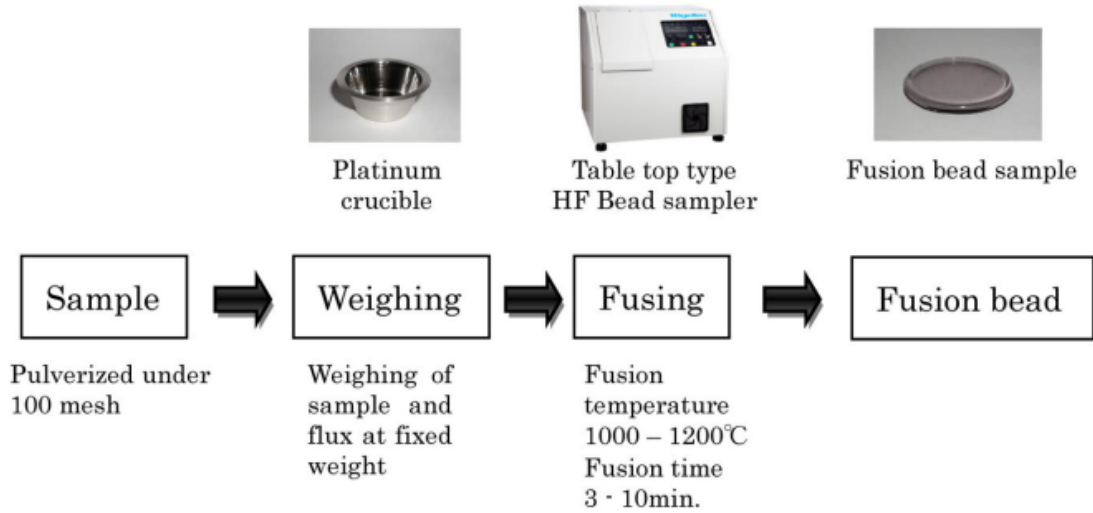 Platinum
crucible
Table top type
HF Bead sampler
Fusion bead sample
Sample
Weighing
Fusing
Fusion bead
Pulverized under
100 mesh
Weighing of
sample and
flux at fixed
weight
Fusion
temperature
1000 – 1200℃
Fusion time
3 - 10min.